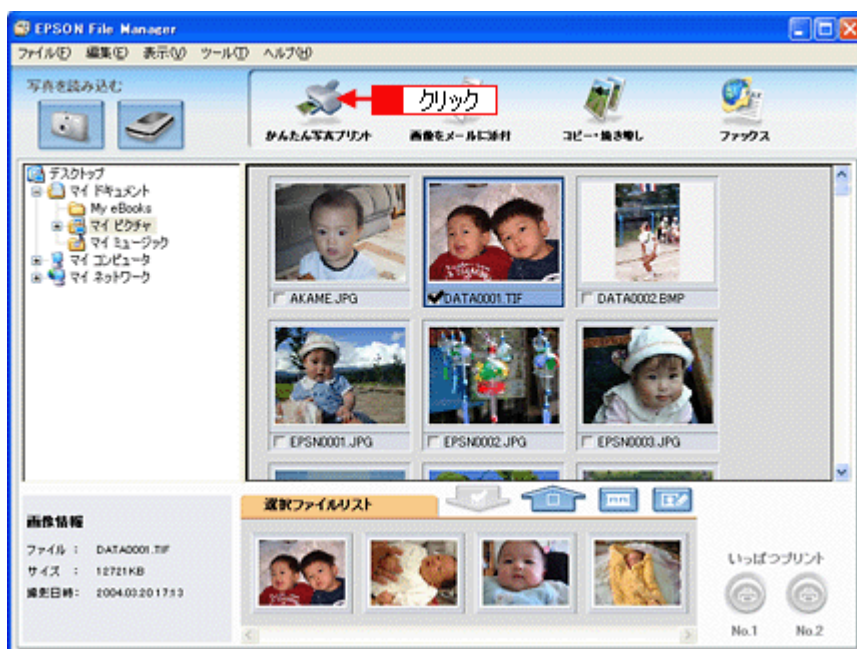 EPSON File Manager
ファイル(F) 編集(E) 表示(V) ツール(T) ヘルプ(H)
写真を読み込む
クリック
かんたん写真プリント 画像をメールに添付 コピー・焼き増し ファックス
デスクトップ
マイ ドキュメント
My eBooks
マイ ピクチャ
マイ ミュージック
マイ コンピュータ
マイ ネットワーク
AKAME.JPG DATA0001.TIF DATA0002.BMP
EPSN0001.JPG EPSN0002.JPG EPSN0003.JPG
選択ファイルリスト
画像情報
ファイル : DATA0001.TIF
サイズ : 12721KB
撮影日時: 2004.03.20 17:13
いっぱつプリント
No.1 No.2